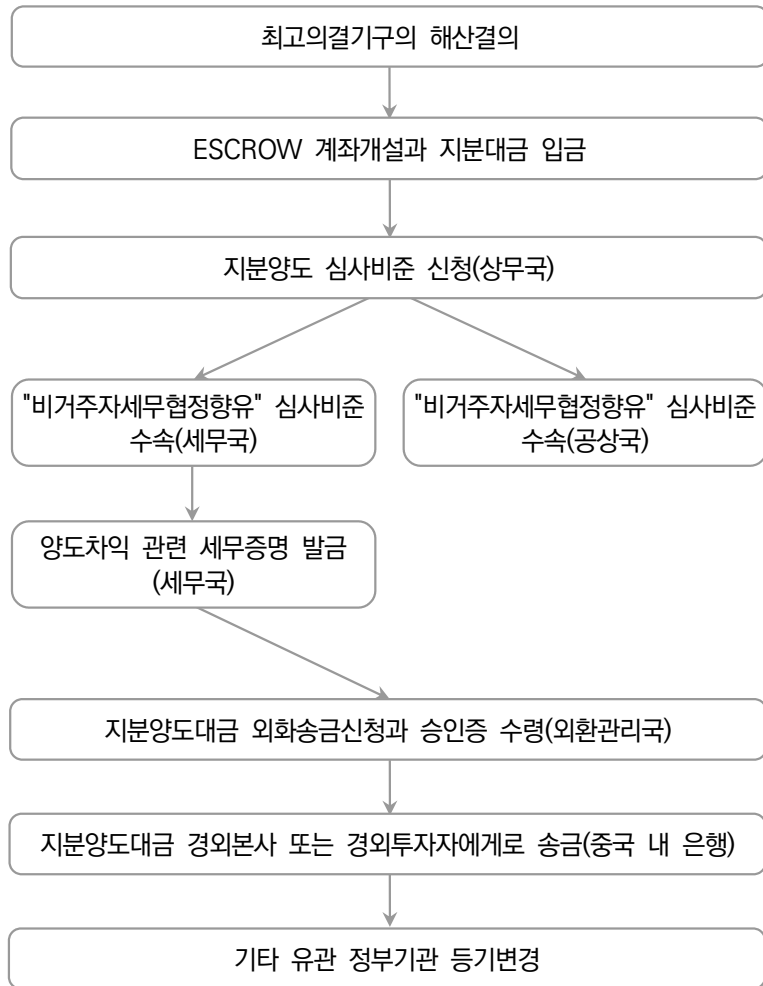 최고의결기구의 해산결의
ESCROW 계좌개설과 지분대금 입금
지분양도 심사비준 신청(상무국)
"비거주자세무협정향유" 심사비준
수속(세무국)
"비거주자세무협정향유" 심사비준
수속(공상국)
양도차익 관련 세무증명 발금
(세무국)
지분양도대금 외화송금신청과 승인증 수령(외환관리국)
지분양도대금 경외본사 또는 경외투자자에게로 송금(중국 내 은행)
기타 유관 정부기관 등기변경